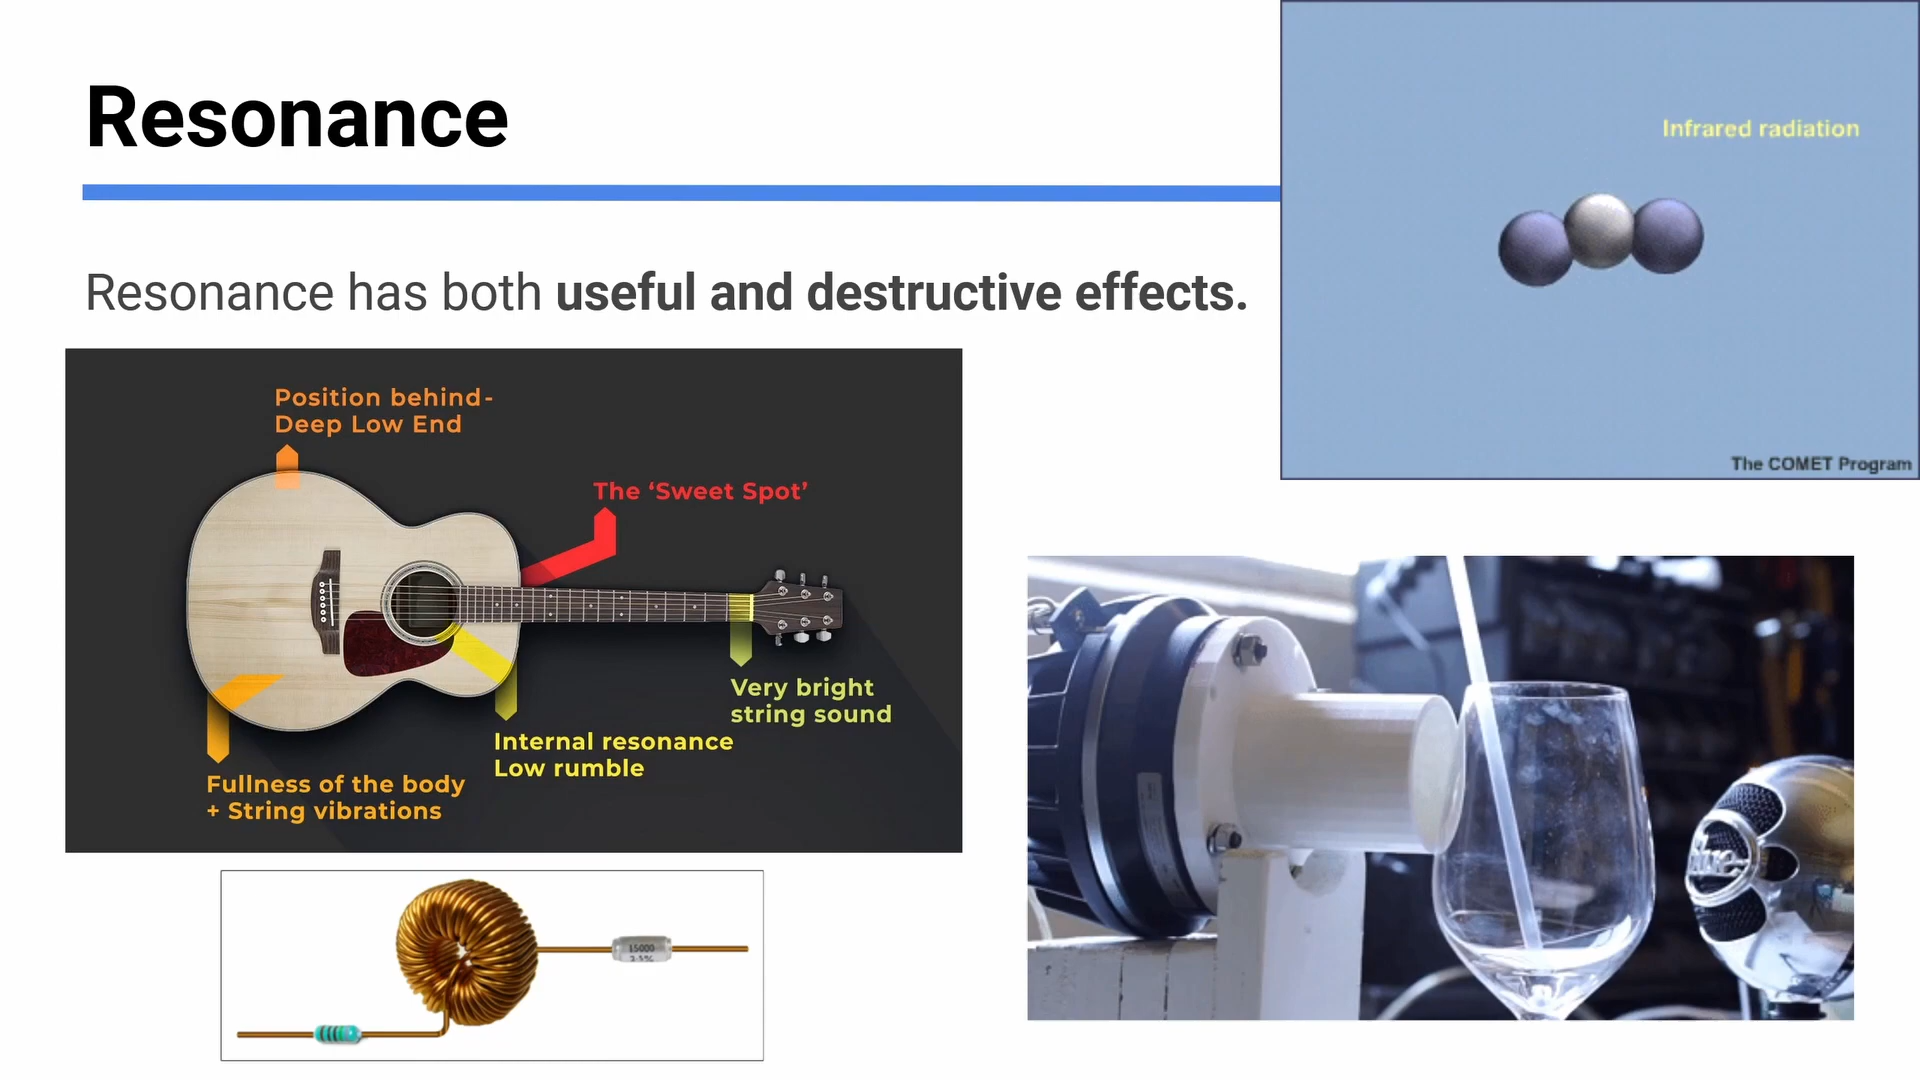 Resonance
Infrared radiation
Resonance has both useful and destructive effects.
The COMET Program
Position behind-
Deep Low End
The ‘Sweet Spot’
Very bright
string sound
Internal resonance
Low rumble
Fullness of the body
+ String vibrations
15000